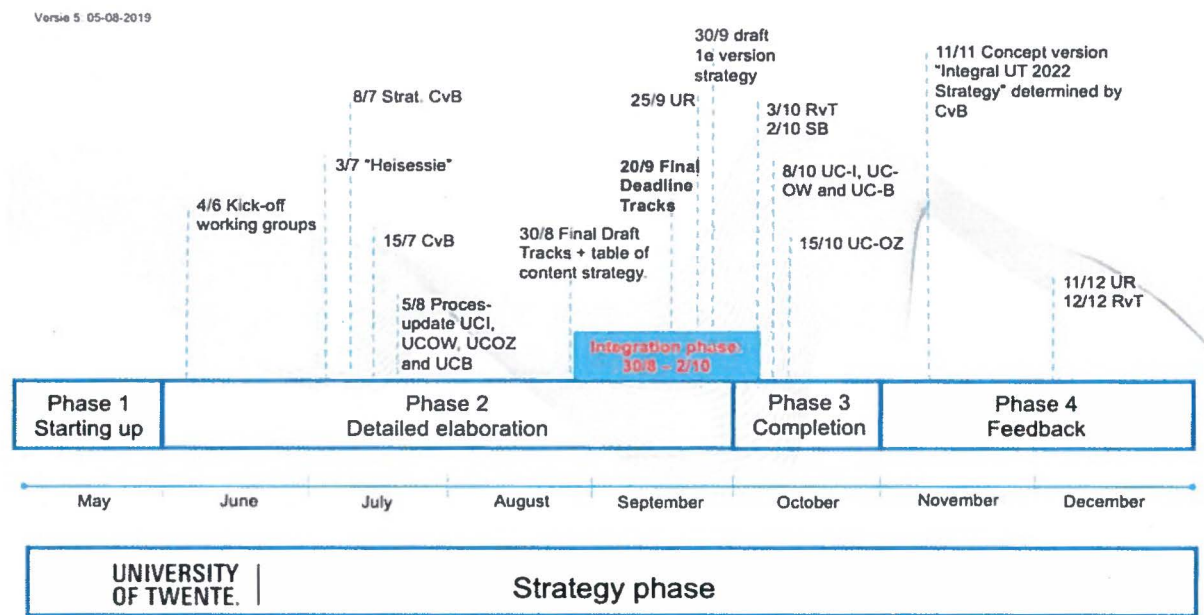 Versie 5: 05-08-2019
30/9 draft
1e version
strategy
11/11 Concept version
"Integral UT 2022
Strategy" determined by
CvB
8/7 Strat. CvB
25/9 UR
3/10 RvT
2/10 SB
3/7 "Heisessie"
20/9 Final
Deadline
Tracks
8/10 UC-I, UC-
OW and UC-B
4/6 Kick-off
working groups
15/7 CvB
30/8 Final Draft
Tracks + table of
content strategy.
15/10 UC-OZ
5/8 Proces-
update UCI,
UCOW, UCOZ
and UCB
11/12 UR
12/12 RvT
Integration phase:
30/8 – 2/10
Phase 1
Starting up
Phase 2
Detailed elaboration
Phase 3
Completion
Phase 4
Feedback
May June July August September October November December
UNIVERSITY
OF TWENTE.
Strategy phase